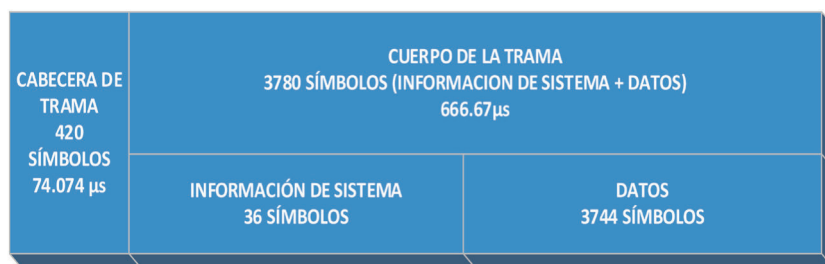 CABECERA DE
TRAMA
420
SÍMBOLOS
74.074 µs
CUERPO DE LA TRAMA
3780 SÍMBOLOS (INFORMACION DE SISTEMA + DATOS)
666.67µs
INFORMACIÓN DE SISTEMA
36 SÍMBOLOS
DATOS
3744 SÍMBOLOS